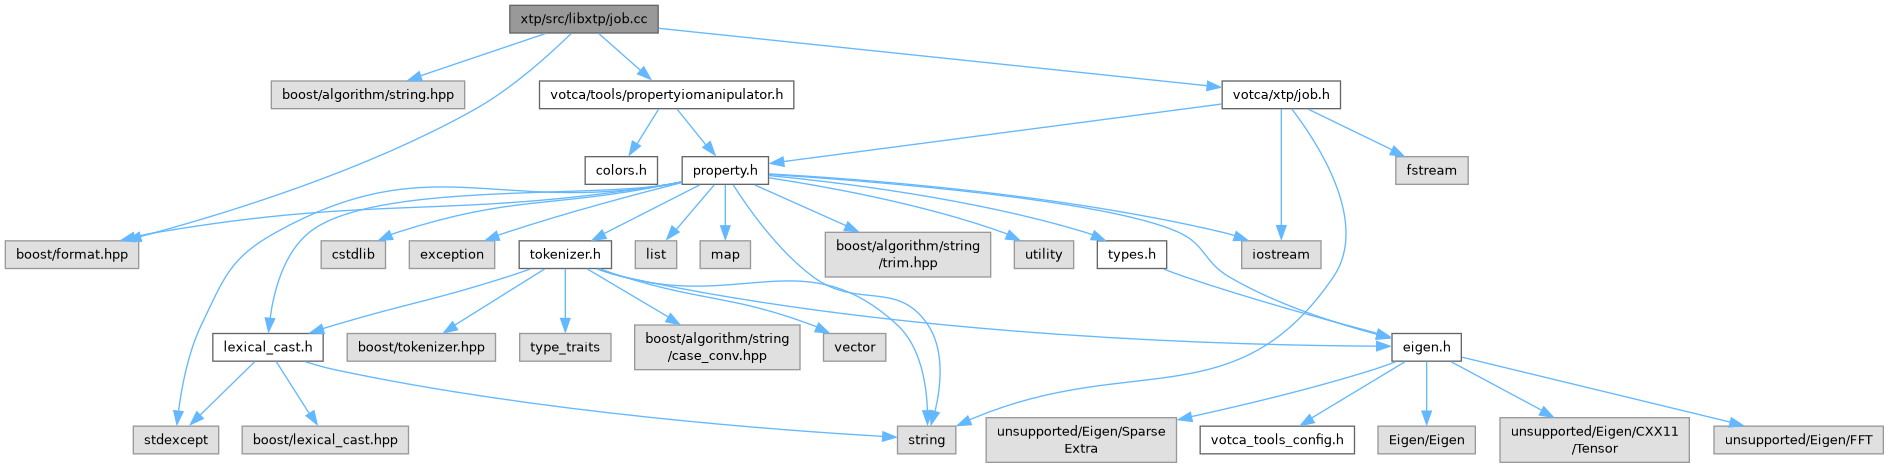 xtp/src/libxtp/job.cc
boost/algorithm/string.hpp
votca/tools/propertyiomanipulator.h
votca/xtp/job.h
colors.h
property.h
fstream
boost/format.hpp
cstdlib
exception
tokenizer.h
list
map
boost/algorithm/string
/trim.hpp
utility
types.h
iostream
lexical_cast.h
boost/tokenizer.hpp
type_traits
boost/algorithm/string
/case_conv.hpp
vector
eigen.h
stdexcept
boost/lexical_cast.hpp
string
unsupported/Eigen/Sparse
Extra
votca_tools_config.h
Eigen/Eigen
unsupported/Eigen/CXX11
/Tensor
unsupported/Eigen/FFT